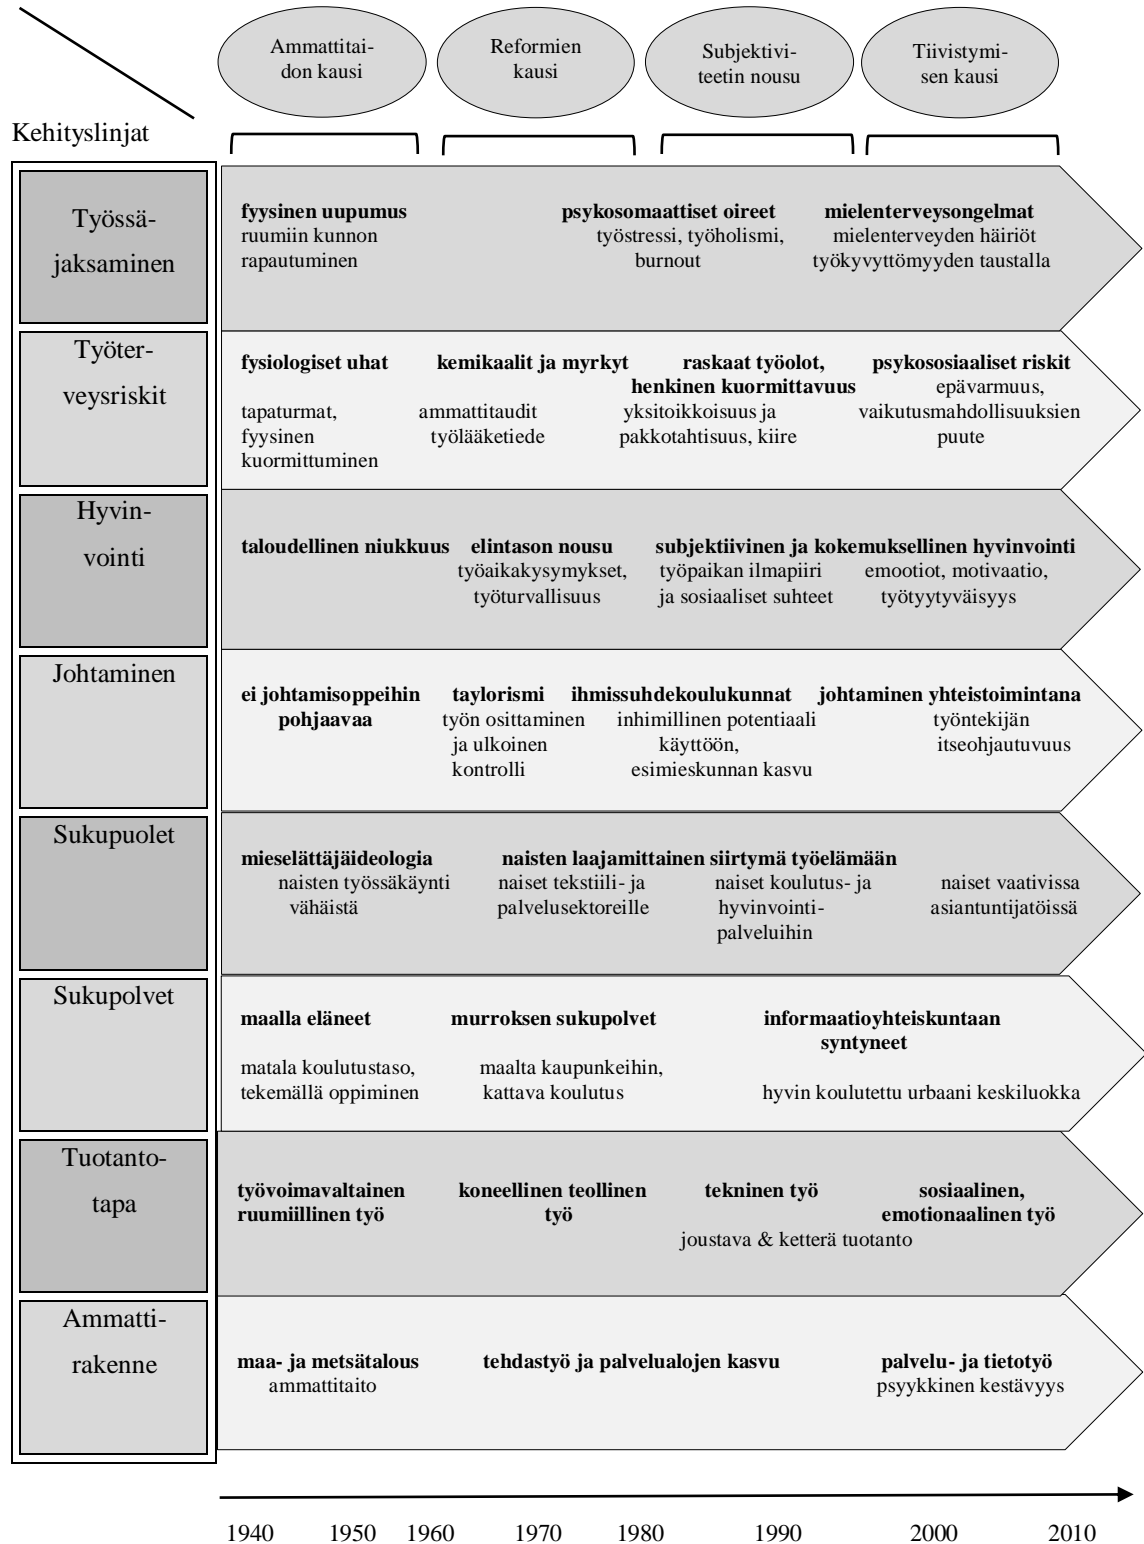 Ammattitai-
don kausi
Reformien
kausi
Subjektivi-
teetin nousu
Tiivistymi-
sen kausi
Kehityslinjat
Työssä-
jaksaminen
fyysinen uupumus
ruumiin kunnon
rapautuminen
psykosomaattiset oireet
työstressi, työholismi,
burnout
mielenterveysongelmat
mielenterveyden häiriöt
työkyvyttömyyden taustalla
Työter-
veysriskit
fysiologiset uhat
tapaturmat,
fyysinen
kuormittuminen
kemikaalit ja myrkyt
ammattitaudit
työlääketiede
raskaat työolot,
henkinen kuormittavuus
yksitoikkoisuus ja
pakkotahtisuus, kiire
psykososiaaliset riskit
epävarmuus,
vaikutusmahdollisuuksien
puute
Hyvin-
vointi
taloudellinen niukkuus
elintason nousu
työaikakysymykset,
työturvallisuus
subjektiivinen ja kokemuksellinen hyvinvointi
työpaikan ilmapiiri
ja sosiaaliset suhteet
emootiot, motivaatio,
työtyytyväisyys
Johtaminen
ei johtamisoppeihin
pohjaavaa
taylorismi
työn osittaminen
ja ulkoinen
kontrolli
ihmissuhdekoulukunnat
inhimillinen potentiaali
käyttöön,
esimieskunnan kasvu
johtaminen yhteistoimintana
työntekijän
itseohjautuvuus
Sukupuolet
mieselättäjäideologia
naisten työssäkäynti
vähäistä
naisten laajamittainen siirtymä työelämään
naiset tekstiili- ja
palvelusektoreille
naiset koulutus- ja
hyvinvointi-
palveluihin
naiset vaativissa
asiantuntijatöissä
Sukupolvet
maalla eläneet
matala koulutustaso,
tekemällä oppiminen
murroksen sukupolvet
maalta kaupunkeihin,
kattava koulutus
informaatioyhteiskuntaan
syntyneet
hyvin koulutettu urbaani keskiluokka
Tuotanto-
tapa
työvoimavaltainen
ruumiillinen työ
koneellinen teollinen
työ
tekninen työ
sosiaalinen,
emotionaalinen työ
joustava & ketterä tuotanto
Ammatti-
rakenne
maa- ja metsätalous
ammattitaito
tehdastyö ja palvelualojen kasvu
palvelu- ja tietotyö
psyykkinen kestävyys
1940 1950 1960 1970 1980 1990 2000 2010